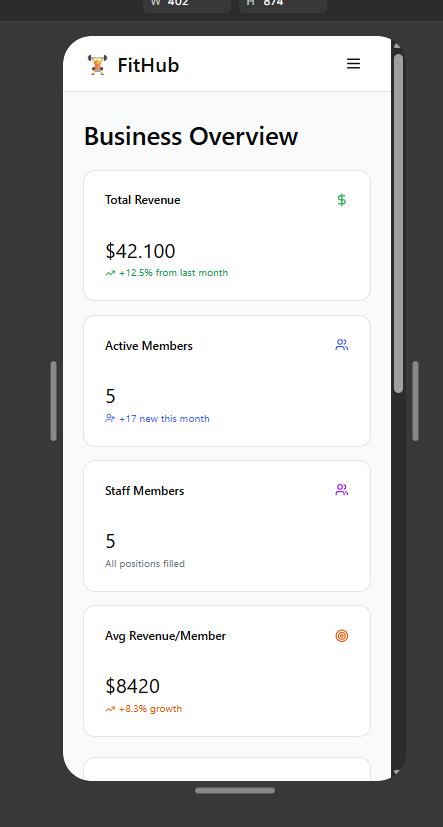 W 402 H 874
FitHub
Business Overview
Total Revenue
$42.100
+12.5% from last month
Active Members
5
+17 new this month
Staff Members
5
All positions filled
Avg Revenue/Member
$8420
+8.3% growth